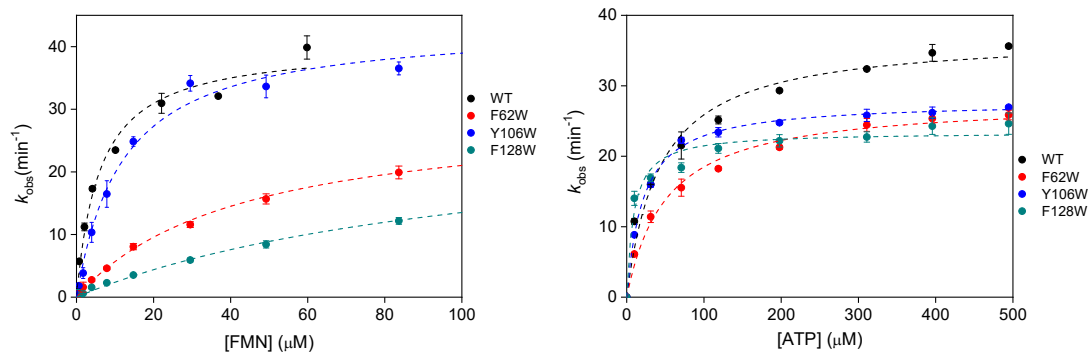 40
30
20
10
0
k_obs(min⁻¹)
0 20 40 60 80 100
[FMN] (μM)
WT
F62W
Y106W
F128W
40
30
20
10
0
k_obs (min⁻¹)
0 100 200 300 400 500
[ATP] (μM)
WT
F62W
Y106W
F128W